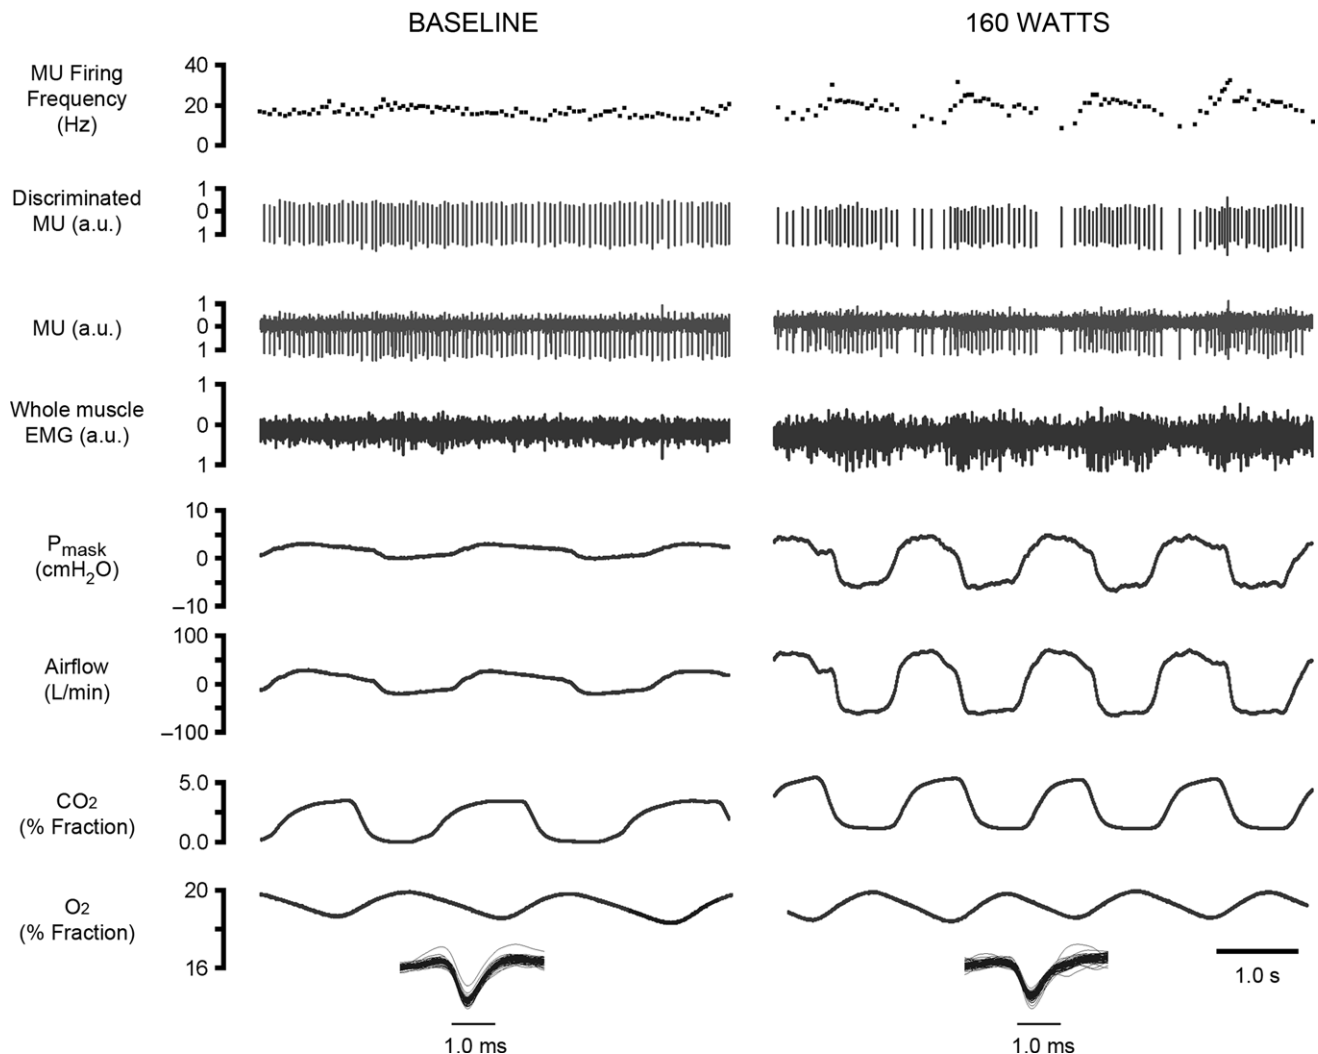 BASELINE 160 WATTS
MU Firing
Frequency
(Hz)
40
20
0
Discriminated
MU (a.u.)
1
0
1
MU (a.u.)
1
0
1
Whole muscle
EMG (a.u.)
1
0
1
Pmask
(cmH2O)
10
0
–10
Airflow
(L/min)
100
0
–100
CO2
(% Fraction)
5.0
0.0
O2
(% Fraction)
20
16
1.0 ms
1.0 ms
1.0 s